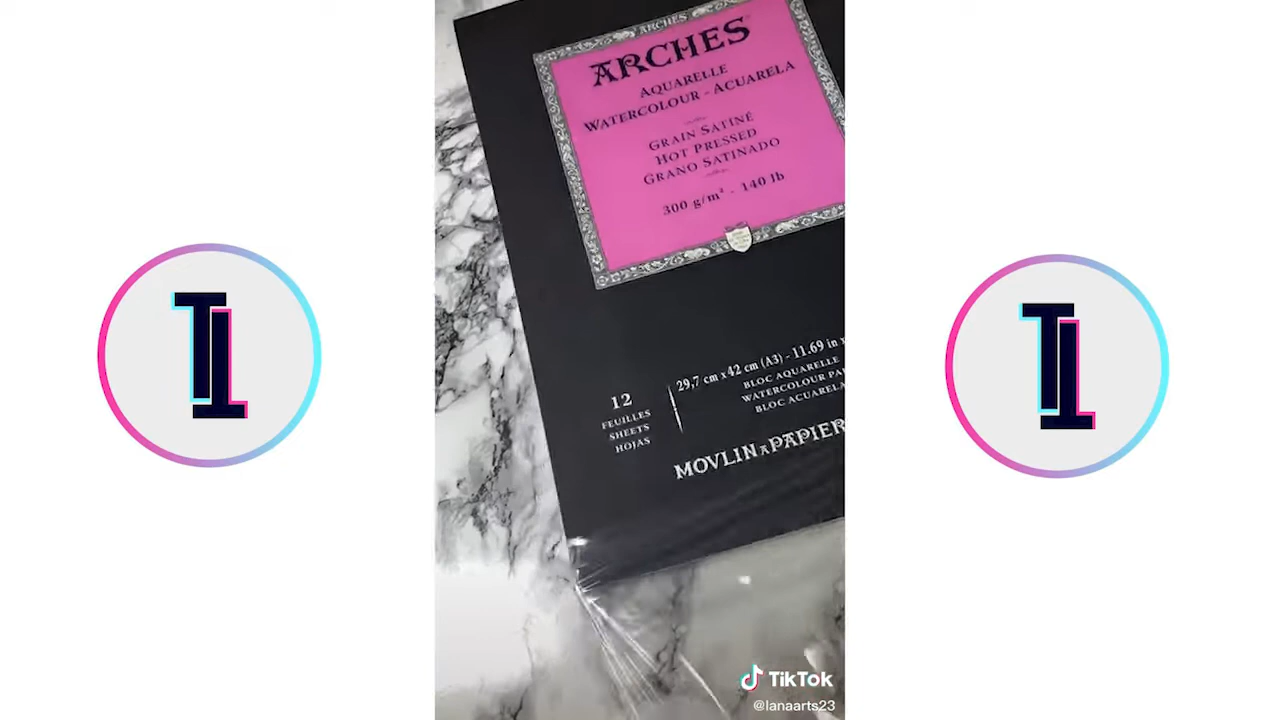 ARCHES
ARCHES
AQUARELLE
WATERCOLOUR - ACUARELA
GRAIN SATINÉ
HOT PRESSED
GRANO SATINADO
300 g/m² - 140 lb
12
FEUILLES
SHEETS
HOJAS
29,7 cm x 42 cm (A3) - 11.69 in
BLOC AQUARELLE
WATERCOLOUR
BLOC ACUARELA
MOVLIN À PAPIER
TikTok
@lanaarts23